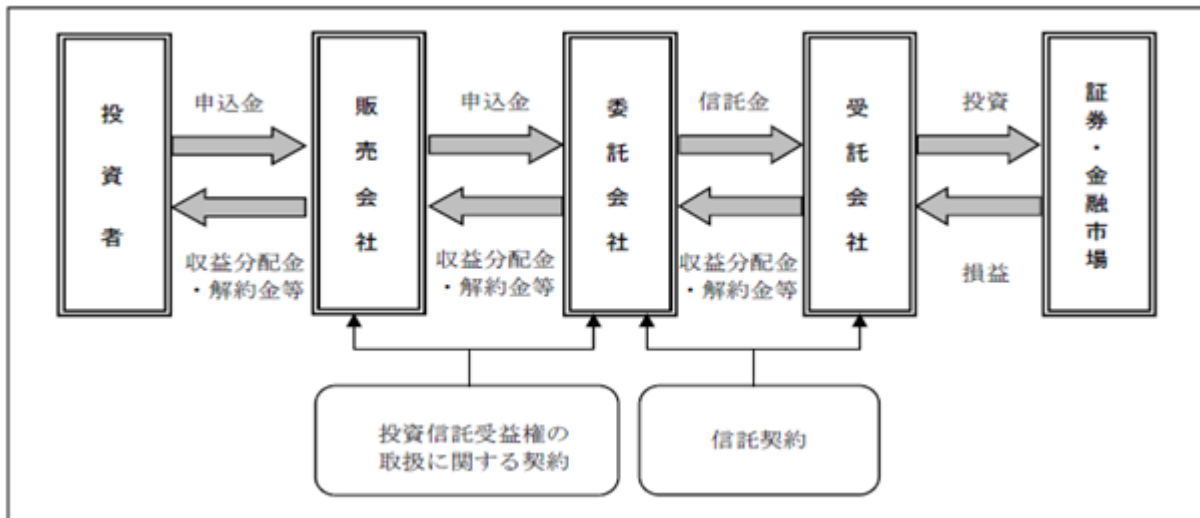 投資者
申込金
収益分配金
・解約金等
販売会社
申込金
収益分配金
・解約金等
委託会社
信託金
収益分配金
・解約金等
受託会社
投資
損益
証券・金融市場
投資信託受益権の
取扱に関する契約
信託契約